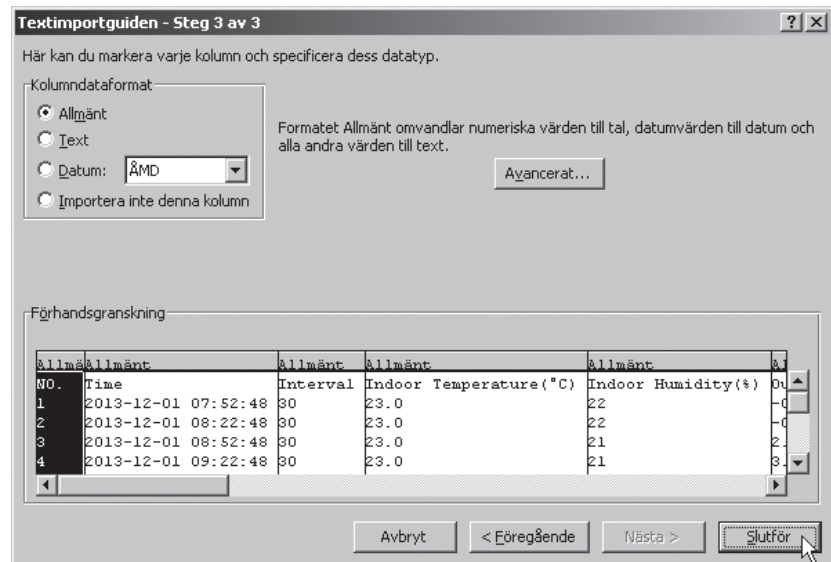 Textimportguiden - Steg 3 av 3
Här kan du markera varje kolumn och specificera dess datatyp.
Kolumndataformat
Allmänt
Text
Datum: ÅMD
Importera inte denna kolumn
Formatet Allmänt omvandlar numeriska värden till tal, datumvärden till datum och
alla andra värden till text.
Avancerat...
Förhandsgranskning
Allmä Allmänt Allmänt Allmänt Allmänt
NO. Time Interval Indoor Temperature(°C) Indoor Humidity(%)
1 2013-12-01 07:52:48 30 23.0 22
2 2013-12-01 08:22:48 30 23.0 22
3 2013-12-01 08:52:48 30 23.0 21 2.
4 2013-12-01 09:22:48 30 23.0 21 3.
Avbryt < Föregående Nästa > Slutför